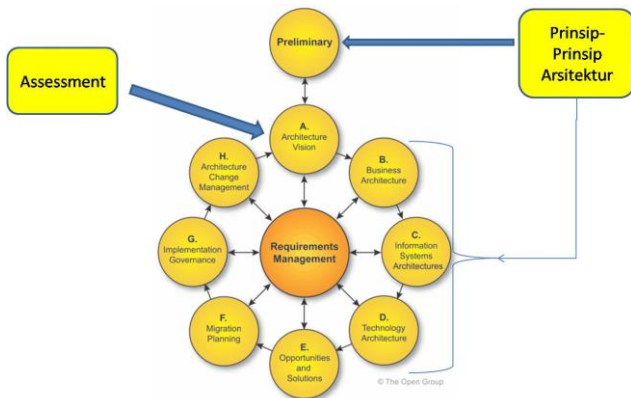 Preliminary
Prinsip-
Prinsip
Arsitektur
Assessment
A.
Architecture
Vision
H.
Architecture
Change
Management
B.
Business
Architecture
G.
Implementation
Governance
Requirements
Management
C.
Information
Systems
Architectures
F.
Migration
Planning
D.
Technology
Architecture
E.
Opportunities
and
Solutions
© The Open Group